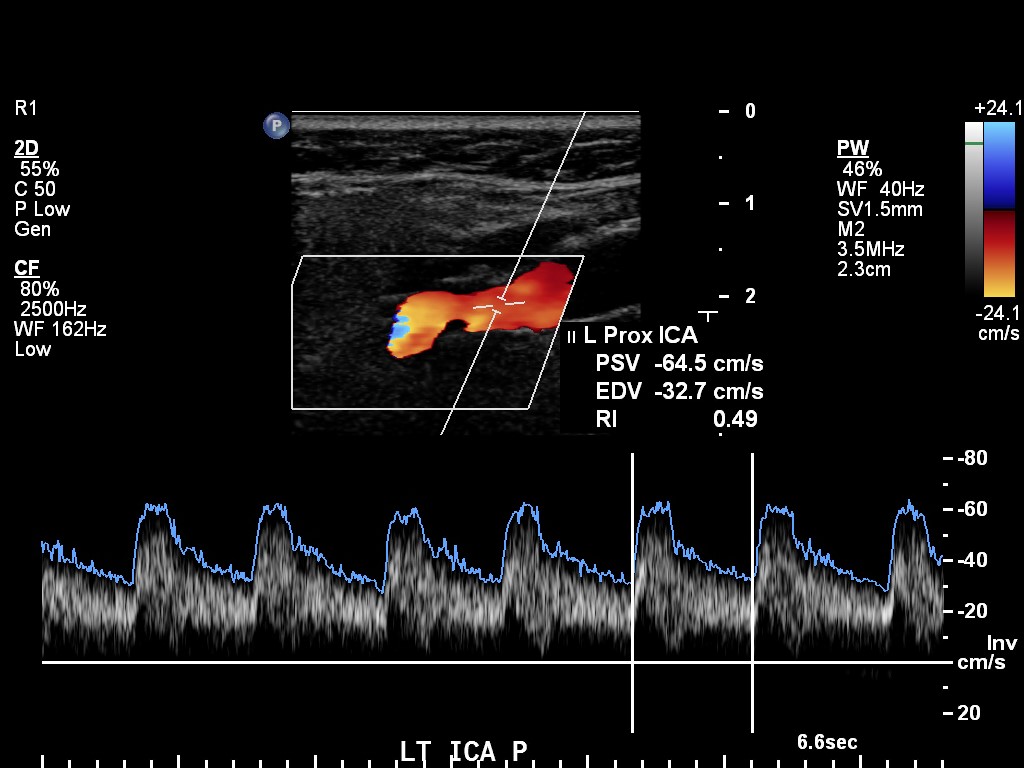 R1
2D
55%
C 50
P Low
Gen
CF
80%
2500Hz
WF 162Hz
Low
P
0
1
2
PW
46%
WF 40Hz
SV1.5mm
M2
3.5MHz
2.3cm
+24.1
-24.1
cm/s
L Prox ICA
PSV -64.5 cm/s
EDV -32.7 cm/s
RI 0.49
-80
-60
-40
-20
Inv
cm/s
20
6.6sec
LT ICA P